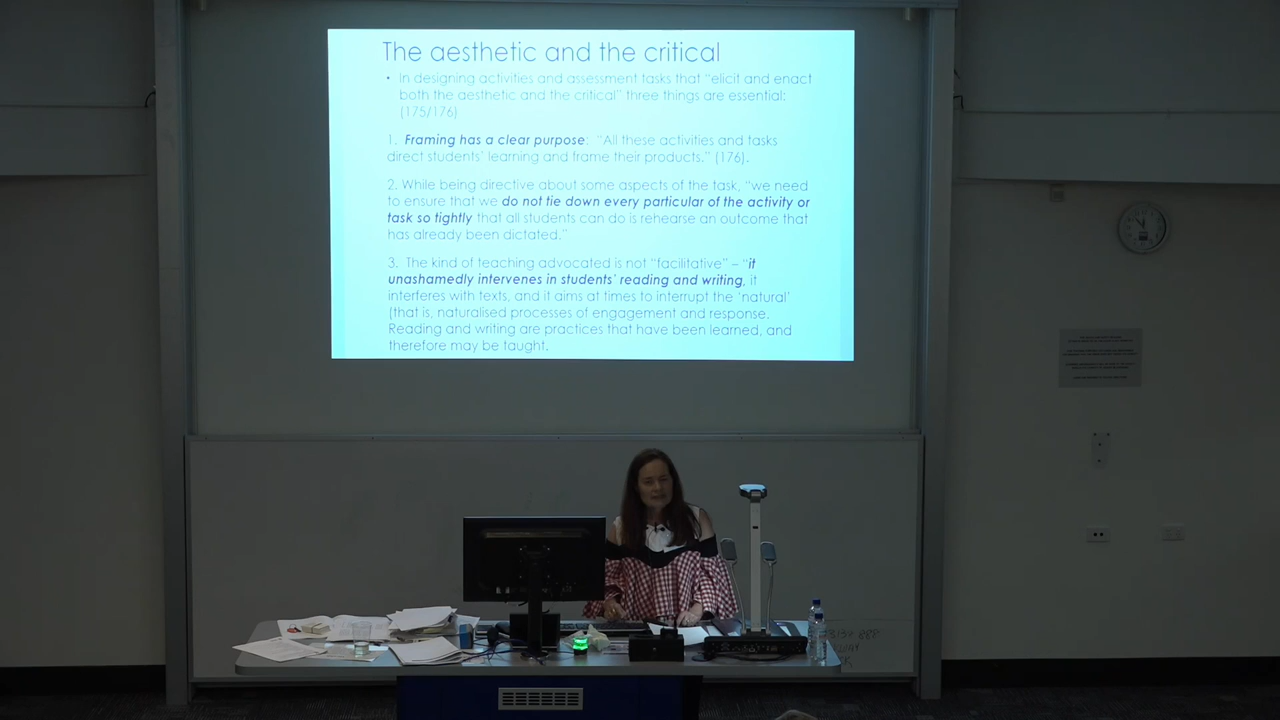 The aesthetic and the critical
• In designing activities and assessment tasks that “elicit and enact
both the aesthetic and the critical” three things are essential:
(175/176)
1. Framing has a clear purpose: “All these activities and tasks
direct students’ learning and frame their products.” (176).
2. While being directive about some aspects of the task, “we need
to ensure that we do not tie down every particular of the activity or
task so tightly that all students can do is rehearse an outcome that
has already been dictated.”
3. The kind of teaching advocated is not “facilitative” – “it
unashamedly intervenes in students’ reading and writing, it
interferes with texts, and it aims at times to interrupt the ‘natural’
(that is, naturalised processes of engagement and response.
Reading and writing are practices that have been learned, and
therefore may be taught.